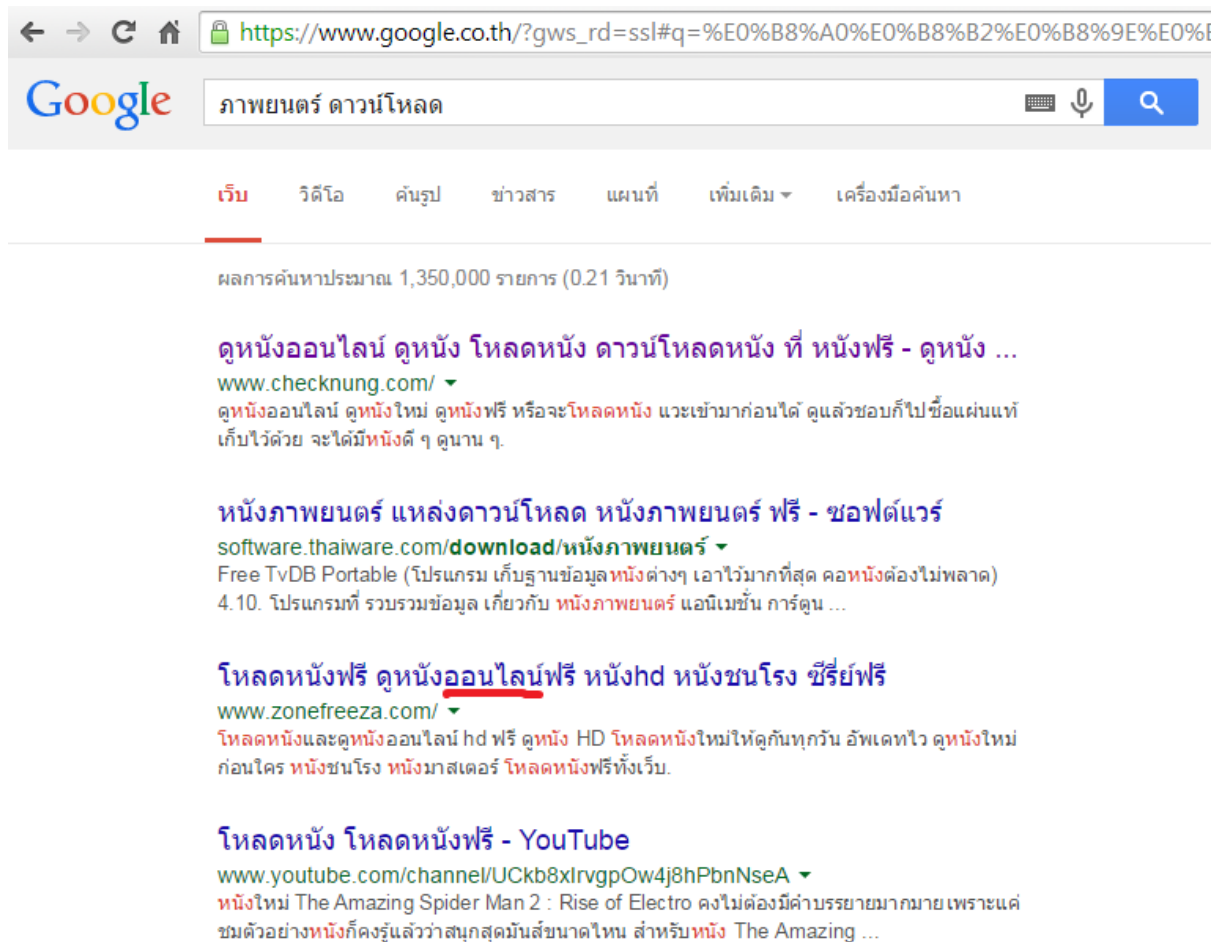 https://www.google.co.th/?gws_rd=ssl#q=%E0%B8%A0%E0%B8%B2%E0%B8%9E%E0%
Google ภาพยนตร์ ดาวน์โหลด
เว็บ วิดีโอ ค้นรูป ข่าวสาร แผนที่ เพิ่มเติม เครื่องมือค้นหา
ผลการค้นหาประมาณ 1,350,000 รายการ (0.21 วินาที)
ดูหนังออนไลน์ ดูหนัง โหลดหนัง ดาวน์โหลดหนัง ที่ หนังฟรี - ดูหนัง ...
www.checknung.com/
ดูหนังออนไลน์ ดูหนังใหม่ ดูหนังฟรี หรือจะโหลดหนัง แวะเข้ามาก่อนได้ ดูแล้วชอบก็ไปซื้อแผ่นแท้
เก็บไว้ด้วย จะได้มีหนังดี ๆ ดูนาน ๆ.
หนังภาพยนตร์ แหล่งดาวน์โหลด หนังภาพยนตร์ ฟรี - ซอฟต์แวร์
software.thaiware.com/download/หนังภาพยนตร์
Free TvDB Portable (โปรแกรม เก็บฐานข้อมูลหนังต่างๆ เอาไว้มากที่สุด คอหนังต้องไม่พลาด)
4.10. โปรแกรมที่ รวบรวมข้อมูล เกี่ยวกับ หนังภาพยนตร์ แอนิเมชั่น การ์ตูน ...
โหลดหนังฟรี ดูหนังออนไลน์ฟรี หนังhd หนังชนโรง ซีรี่ย์ฟรี
www.zonefreeza.com/
โหลดหนังและดูหนังออนไลน์ hd ฟรี ดูหนัง HD โหลดหนังใหม่ให้ดูกันทุกวัน อัพเดทไว ดูหนังใหม่
ก่อนใคร หนังชนโรง หนังมาสเตอร์ โหลดหนังฟรีทั้งเว็บ.
โหลดหนัง โหลดหนังฟรี - YouTube
www.youtube.com/channel/UCkb8xIrvgpOw4j8hPbnNseA
หนังใหม่ The Amazing Spider Man 2 : Rise of Electro คงไม่ต้องมีคำบรรยายมากมาย เพราะแค่
ชมตัวอย่างหนังก็คงรู้แล้วว่าสนุกสุดมันส์ขนาดไหน สำหรับหนัง The Amazing ...